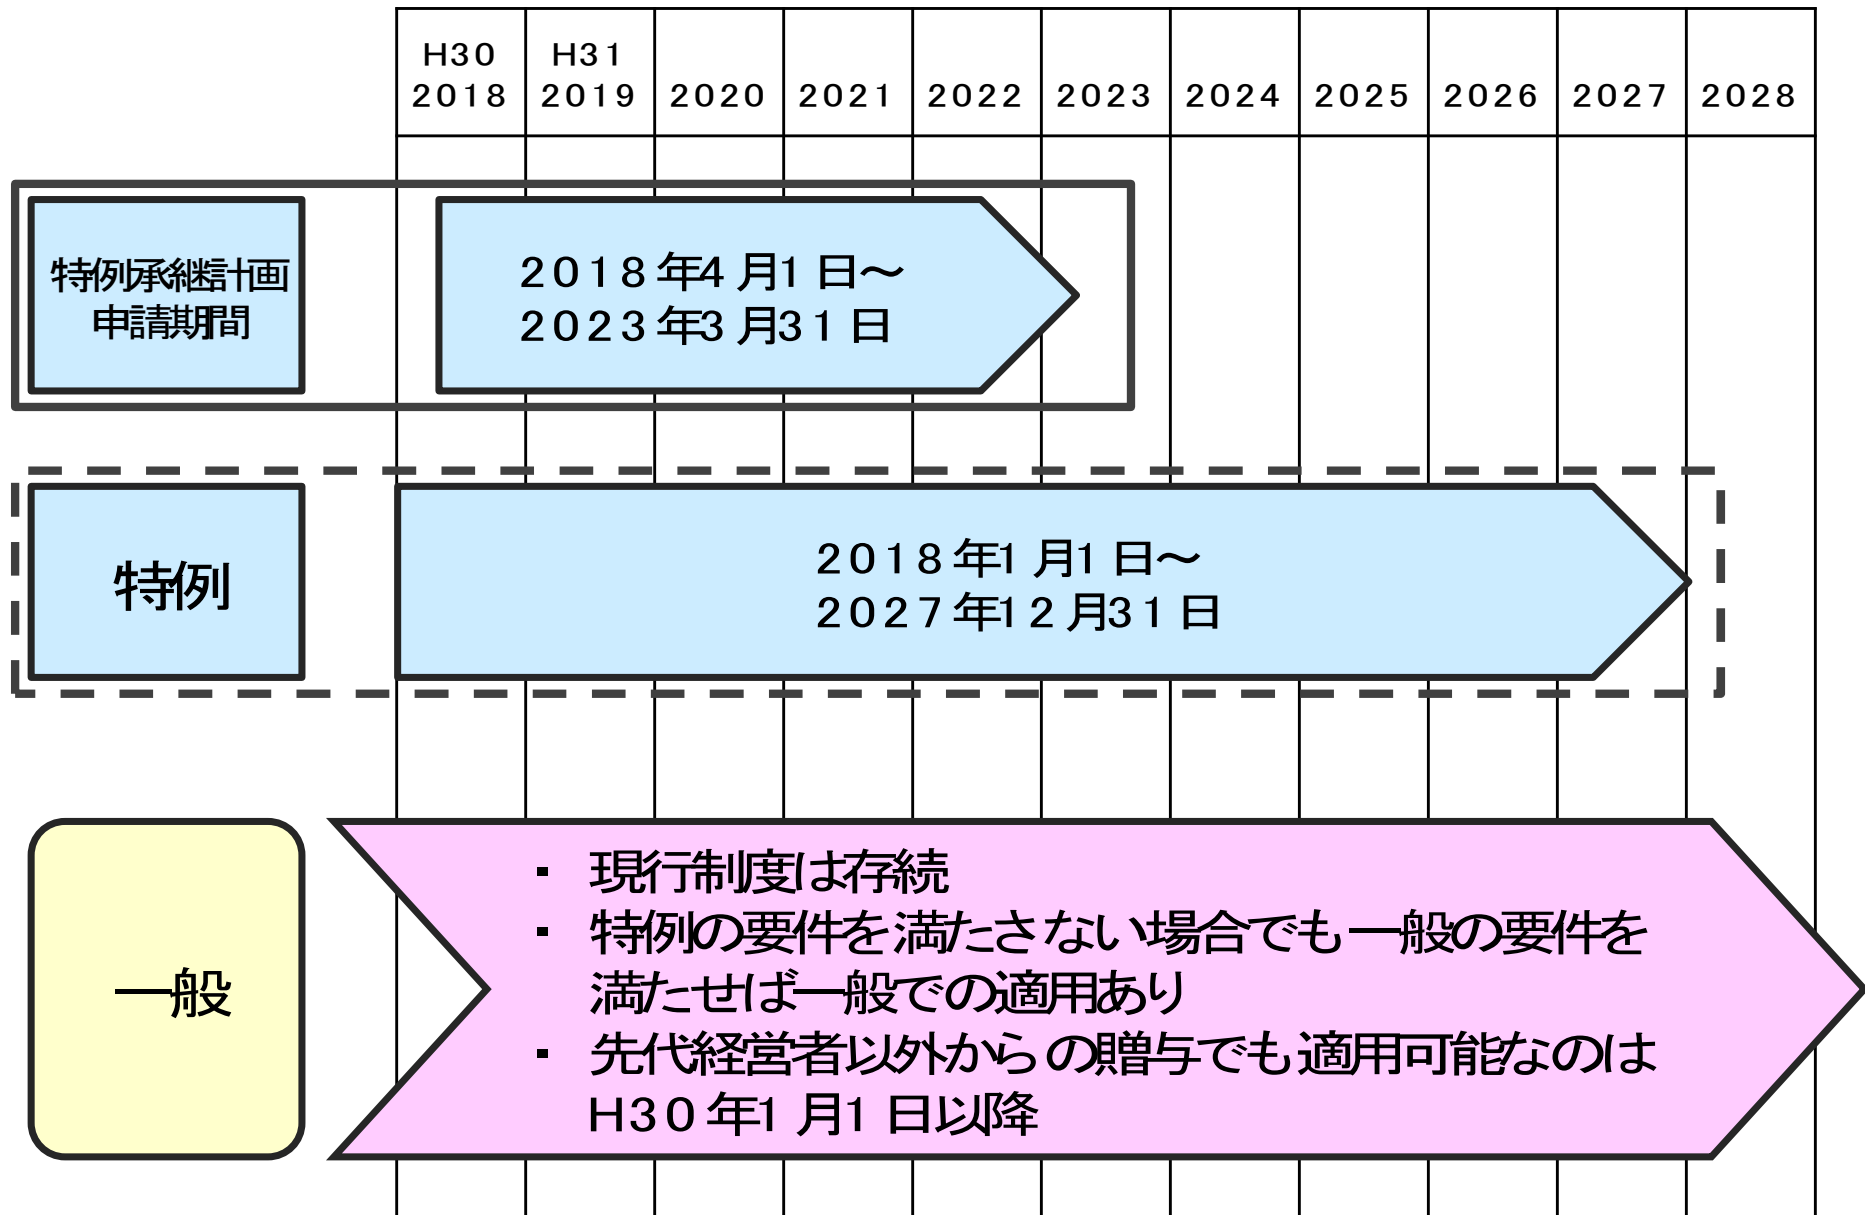 H30 H31
2018 2019 2020 2021 2022 2023 2024 2025 2026 2027 2028
特例承継計画
申請期間
2018年4月1日～
2023年3月31日
特例
2018年1月1日～
2027年12月31日
一般
・ 現行制度は存続
・ 特例の要件を満たさない場合でも一般の要件を
満たせば一般での適用あり
・ 先代経営者以外からの贈与でも適用可能なのは
H30年1月1日以降